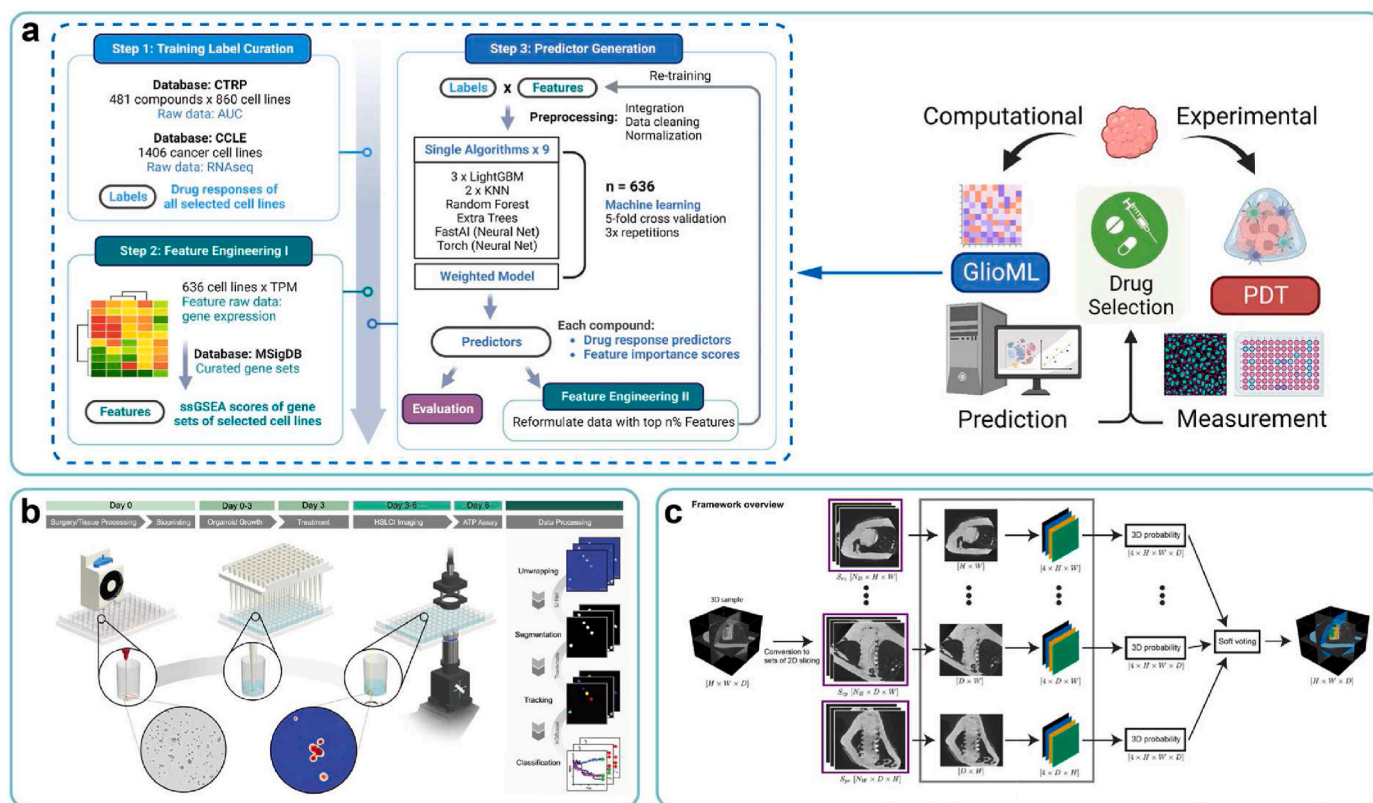 a
Step 1: Training Label Curation
Database: CTRP
481 compounds x 860 cell lines
Raw data: AUC
Database: CCLE
1406 cancer cell lines
Raw data: RNAseq
Labels
Drug responses of
all selected cell lines
Step 2: Feature Engineering I
636 cell lines x TPM
Feature raw data:
gene expression
Database: MSigDB
Curated gene sets
Features
ssGSEA scores of gene
sets of selected cell lines
Step 3: Predictor Generation
Labels x Features
Re-training
Preprocessing:
Integration
Data cleaning
Normalization
Single Algorithms x 9
3 x LightGBM
2 x KNN
Random Forest
Extra Trees
FastAI (Neural Net)
Torch (Neural Net)
Weighted Model
n = 636
Machine learning
5-fold cross validation
3x repetitions
Predictors
Each compound:
• Drug response predictors
• Feature importance scores
Evaluation
Feature Engineering II
Reformulate data with top n% Features
Computational
Experimental
GlioML
Drug
Selection
PDT
Prediction
Measurement
b
Day 0
Day 0-3
Day 3
Day 3-6
Day 6
Surgery/Tissue Processing
Bioprinting
Organoid Growth
Treatment
HSLCI Imaging
ATP Assay
Data Processing
Unwrapping
U-Net
Segmentation
Tracking
Classification
c
Framework overview
3D sample
[H × W × D]
Conversion to
sets of 2D slicing
[N_D × H × W]
[H × W]
[4 × H × W]
3D probability
[4 × H × W × D]
[N_H × D × W]
[D × W]
[4 × D × W]
3D probability
[4 × H × W × D]
Soft voting
[H × W × D]
[N_W × D × H]
[D × H]
[4 × D × H]
3D probability
[4 × H × W × D]